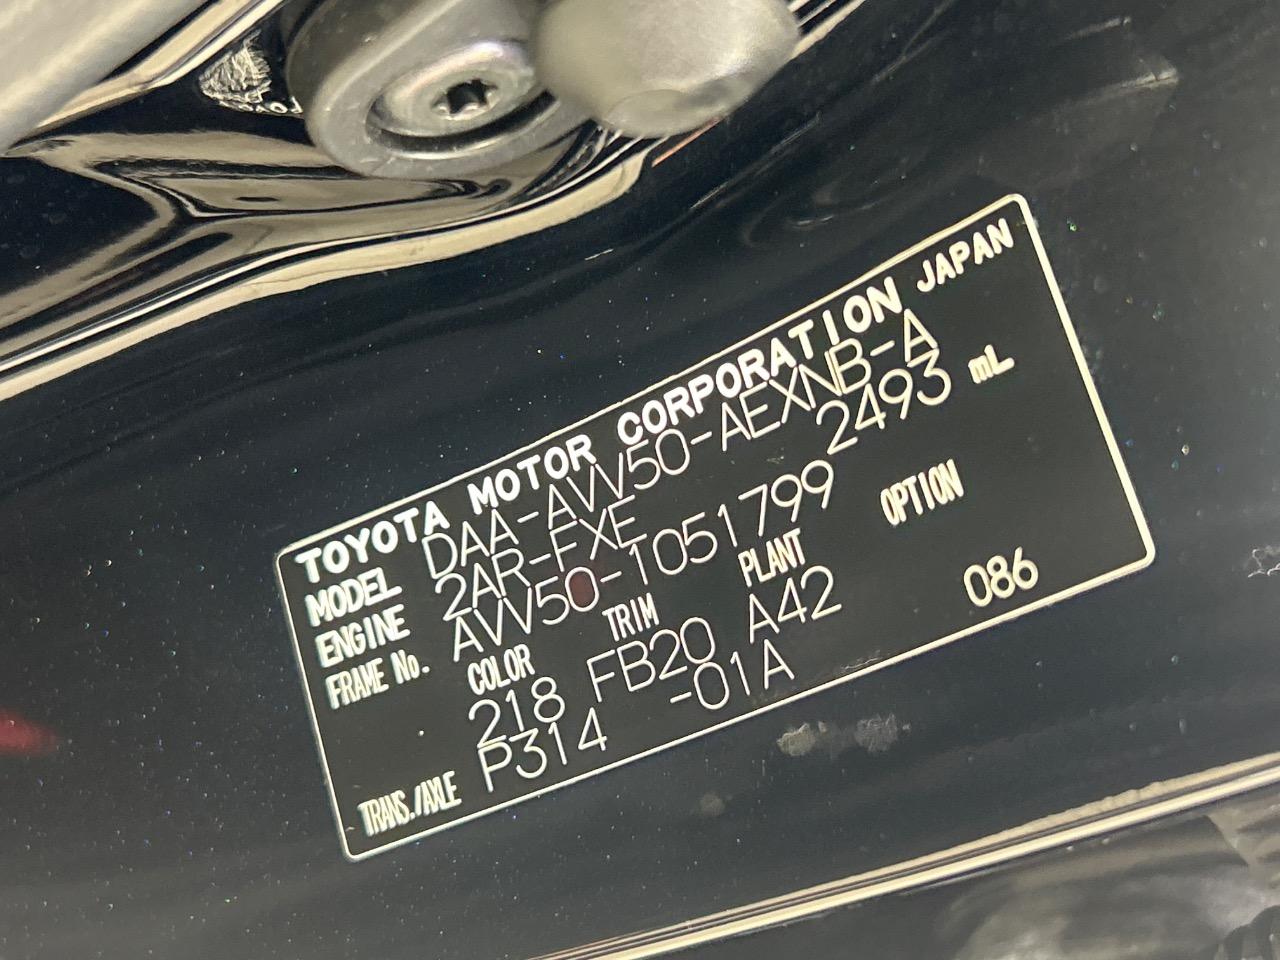 TOYOTA MOTOR CORPORATION JAPAN
MODEL DAA-AVV50-AEXNB-A
ENGINE 2AR-FXE 2493 mL
FRAME No. AVV50-1051799
COLOR TRIM PLANT OPTION
218 FB20 A42 086
TRANS./AXLE P314 -01A